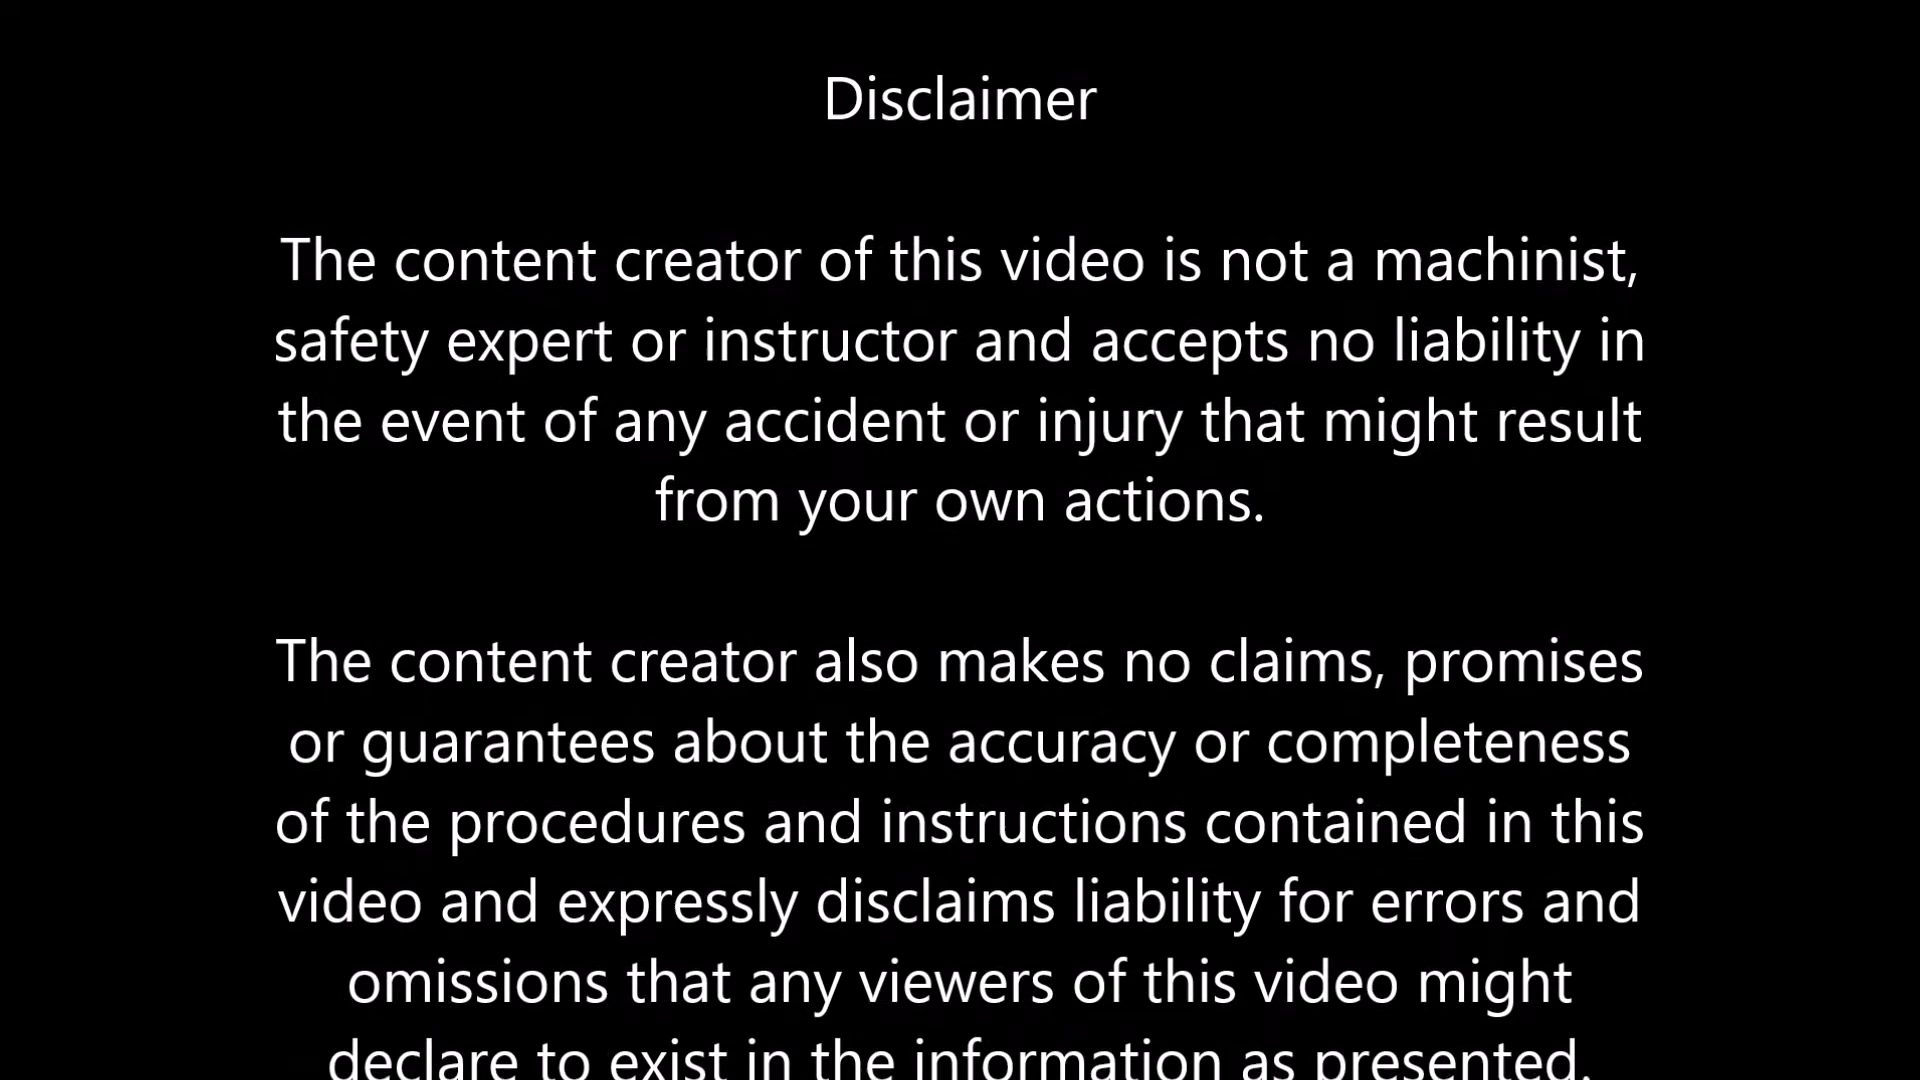 Disclaimer
The content creator of this video is not a machinist,
safety expert or instructor and accepts no liability in
the event of any accident or injury that might result
from your own actions.
The content creator also makes no claims, promises
or guarantees about the accuracy or completeness
of the procedures and instructions contained in this
video and expressly disclaims liability for errors and
omissions that any viewers of this video might
declare to exist in the information as presented.